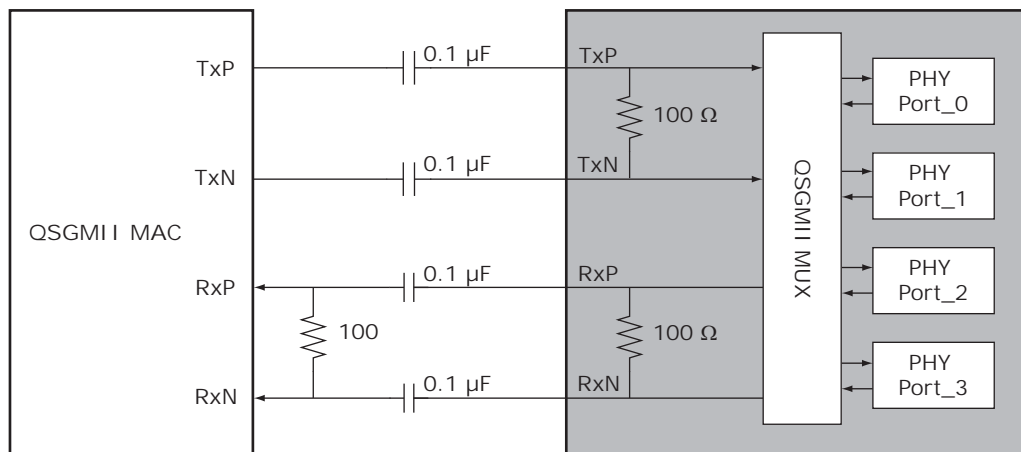 TxP
0.1 µF
TxP
100 Ω
TxN
0.1 µF
TxN
QSGMII MAC
RxP
0.1 µF
RxP
100
100 Ω
RxN
0.1 µF
RxN
QSGMII MUX
PHY
Port_0
PHY
Port_1
PHY
Port_2
PHY
Port_3